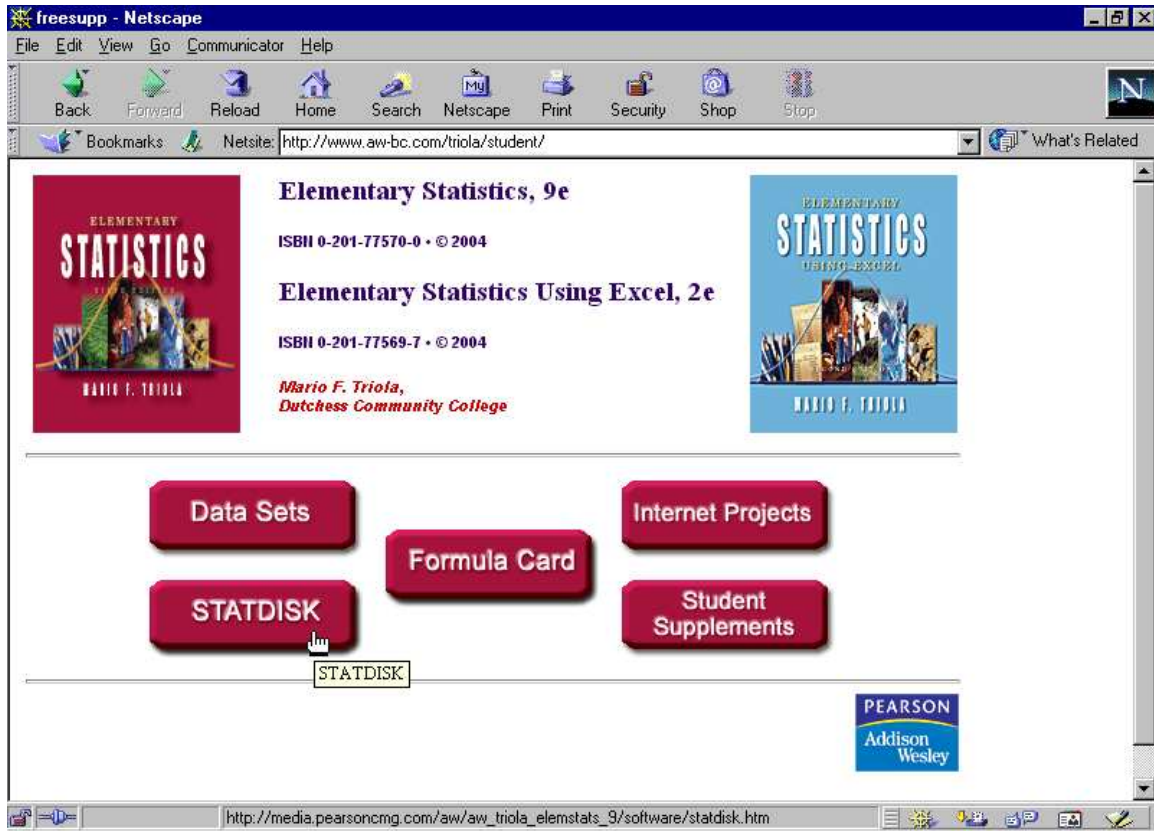 freesupp - Netscape
File Edit View Go Communicator Help
Back Forward Reload Home Search Netscape Print Security Shop Stop
My
N
Bookmarks Netsite: http://www.aw-bc.com/triola/student/ What's Related
ELEMENTARY
STATISTICS
MARIO F. TRIOLA
Elementary Statistics, 9e
ISBN 0-201-77570-0 • © 2004
Elementary Statistics Using Excel, 2e
ISBN 0-201-77569-7 • © 2004
Mario F. Triola,
Dutchess Community College
ELEMENTARY
STATISTICS
USING EXCEL
MARIO F. TRIOLA
Data Sets
Internet Projects
Formula Card
STATDISK
Student
Supplements
STATDISK
PEARSON
Addison
Wesley
http://media.pearsoncmg.com/aw/aw_triola_elemstats_9/software/statdisk.htm